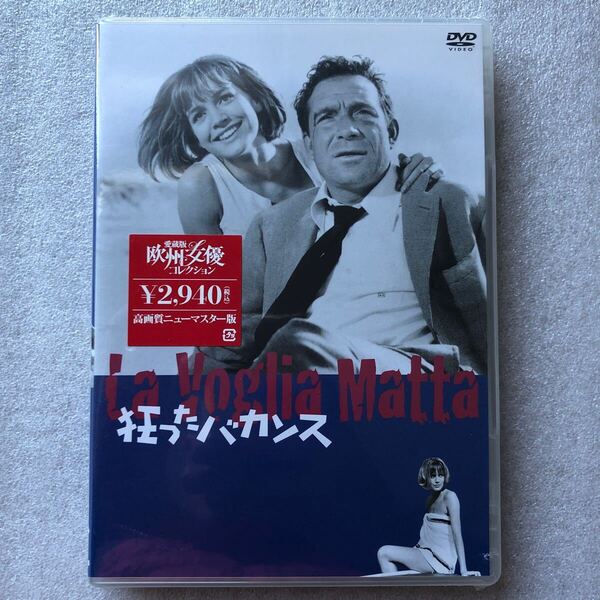 DVD
VIDEO
愛蔵版
欧州女優
コレクション
¥2,940(税込)
高画質ニューマスター版
La Voglia Matta
狂ったバカンス